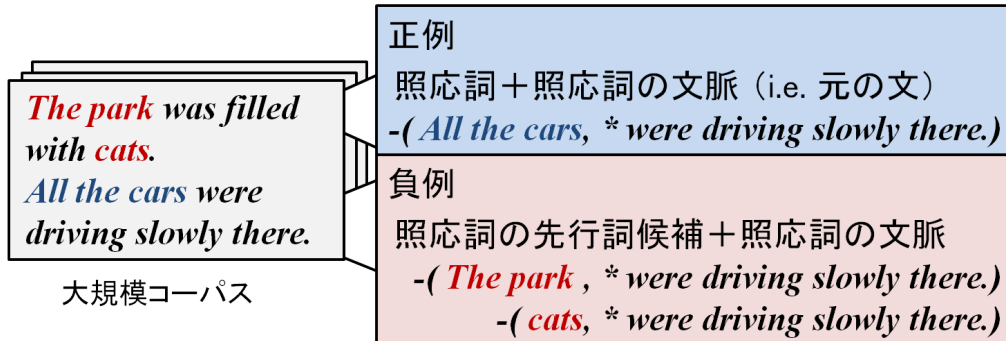 The park was filled
with cats.
All the cars were
driving slowly there.
大規模コーパス
正例
照応詞＋照応詞の文脈（i.e. 元の文）
-( All the cars, * were driving slowly there.)
負例
照応詞の先行詞候補＋照応詞の文脈
-( The park , * were driving slowly there.)
-( cats, * were driving slowly there.)